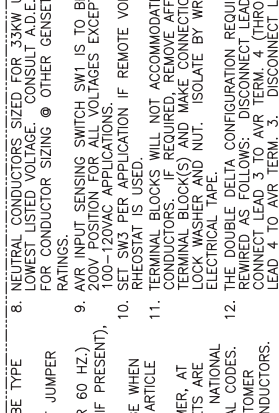 BE TYPE
Y JUMPER
R 60 HZ.)
IF PRESENT),
E WHEN
ARTICLE
MER, AT
TS ARE
NATIONAL
AL CODES.
TOMER
NDUCTORS.
8. NEUTRAL CONDUCTORS SIZED FOR 33KW U
LOWEST LISTED VOLTAGE. CONSULT A.D.E.
FOR CONDUCTOR SIZING @ OTHER GENSET
RATINGS.
9. AVR INPUT SENSING SWITCH SW1 IS TO B
200V POSITION FOR ALL VOLTAGES EXCEP
100-120VAC APPLICATIONS.
10. SET SW3 PER APPLICATION IF REMOTE VO
RHEOSTAT IS USED.
11. TERMINAL BLOCKS WILL NOT ACCOMMODATI
CONDUCTORS. IF REQUIRED, REMOVE AFF
TERMINAL BLOCK(S) AND MAKE CONNECTIO
LOCK WASHER AND NUT. ISOLATE BY WR
ELECTRICAL TAPE.
12. THE DOUBLE DELTA CONFIGURATION REQUI
REWIRED AS FOLLOWS: DISCONNECT LEAD
CONNECT LEAD 3 TO AVR TERM. 4 (THRO
LEAD 4 TO AVR TERM. 3. DISCONNECT L